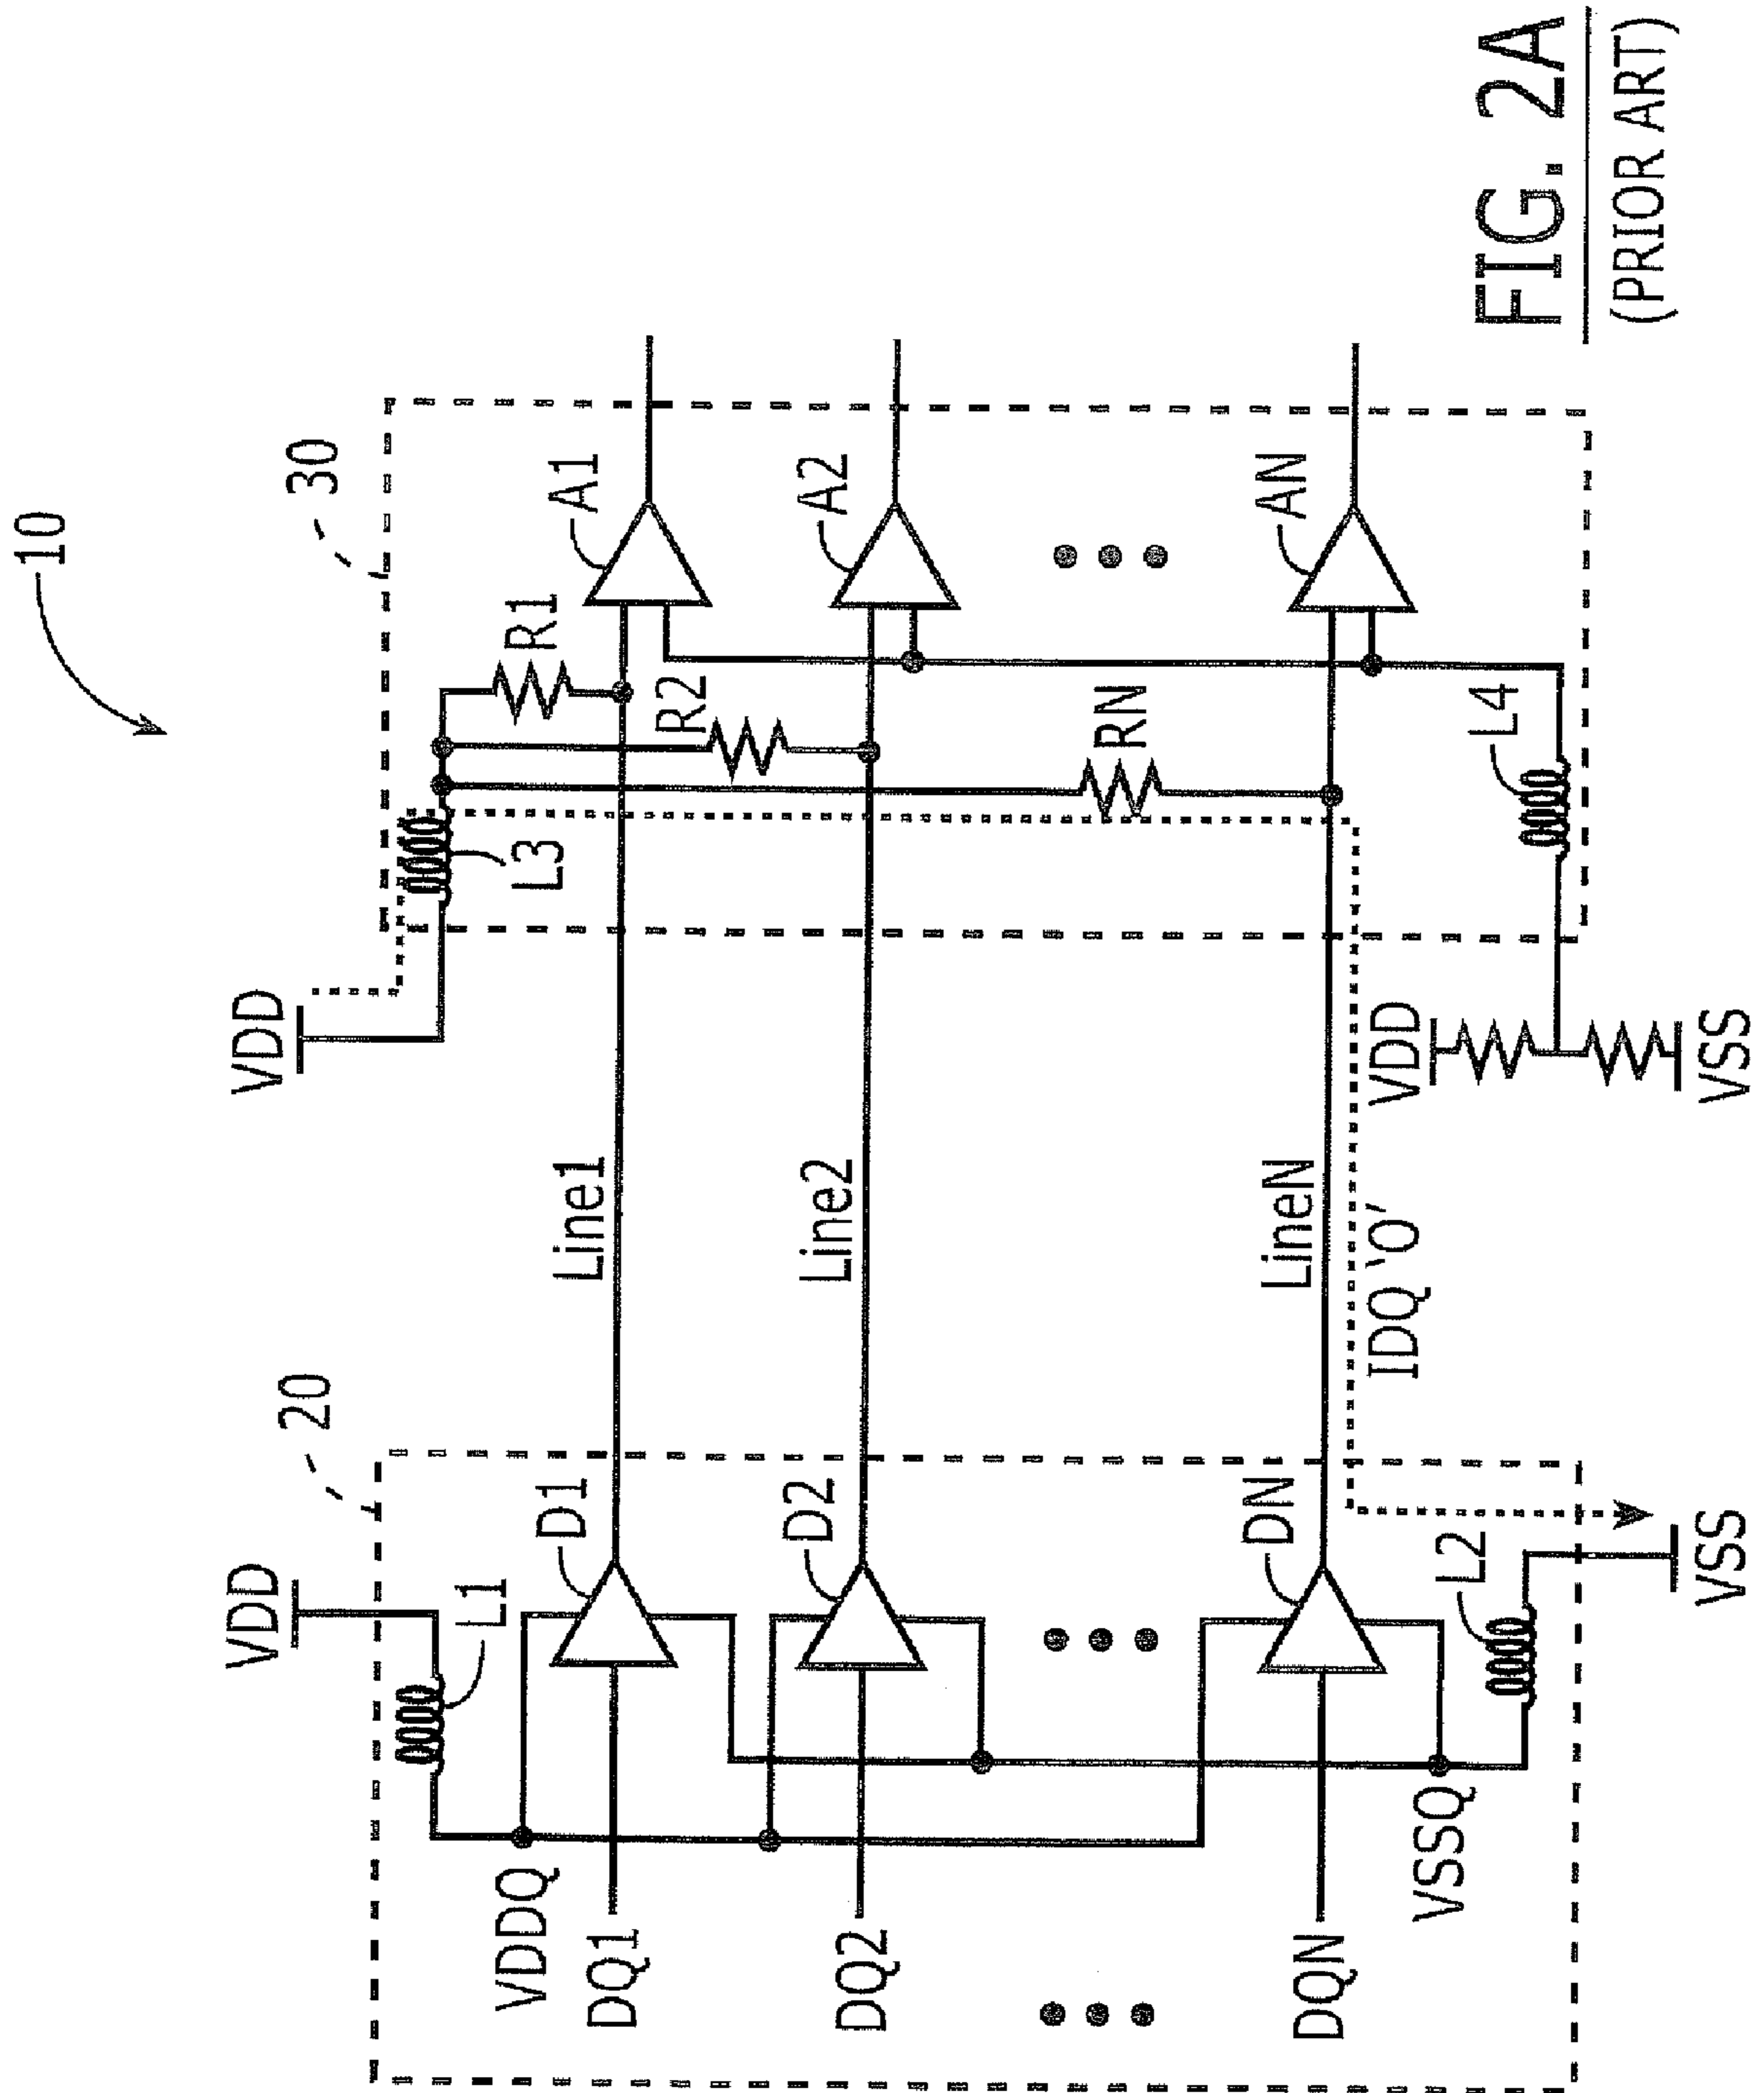 10
20
30
VDD
L1
VDDQ
DQ1
D1
Line1
DQ2
D2
Line2
DQN
DN
LineN
IDQ '0'
VSSQ
L2
VSS
VDD
L3
R1
R2
RN
A1
A2
AN
L4
VDD
VSS
FIG. 2A
(PRIOR ART)